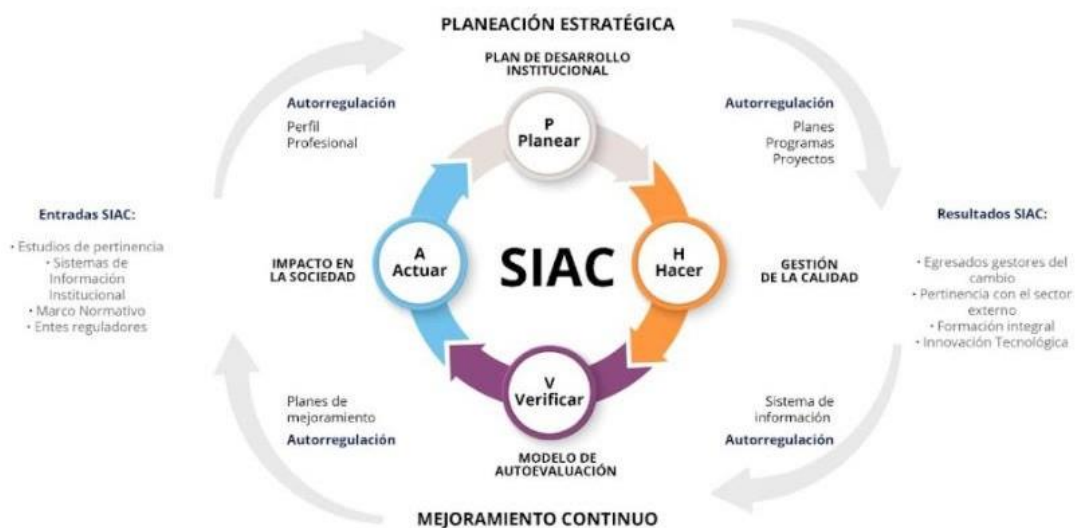 PLANEACIÓN ESTRATÉGICA
PLAN DE DESARROLLO
INSTITUCIONAL
Autorregulación
Perfil
Profesional
P
Planear
Autorregulación
Planes
Programas
Proyectos
Entradas SIAC:
• Estudios de pertinencia
• Sistemas de
Información
Institucional
• Marco Normativo
• Entes reguladores
IMPACTO EN
LA SOCIEDAD
A
Actuar
SIAC
H
Hacer
GESTIÓN
DE LA CALIDAD
Resultados SIAC:
• Egresados gestores del
cambio
• Pertinencia con el sector
externo
• Formación integral
• Innovación Tecnológica
Planes de
mejoramiento
Autorregulación
V
Verificar
Sistema de
información
Autorregulación
MODELO DE
AUTOEVALUACIÓN
MEJORAMIENTO CONTINUO